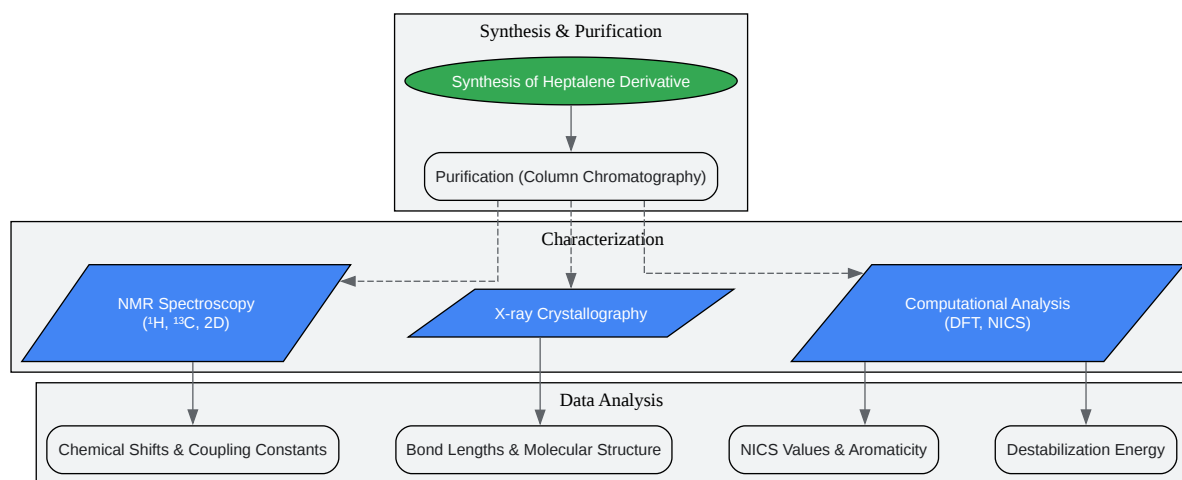 Synthesis & Purification
Synthesis of Heptalene Derivative
Purification (Column Chromatography)
Characterization
NMR Spectroscopy
(¹H, ¹³C, 2D)
X-ray Crystallography
Computational Analysis
(DFT, NICS)
Data Analysis
Chemical Shifts & Coupling Constants
Bond Lengths & Molecular Structure
NICS Values & Aromaticity
Destabilization Energy